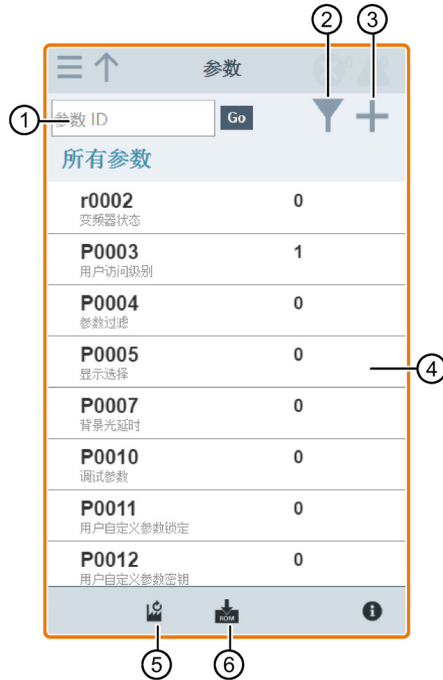 ② ③
参数
① 参数 ID Go
所有参数
r0002 0
变频器状态
P0003 1
用户访问级别
P0004 0
参数过滤
P0005 0
显示选择
④
P0007 0
背景光延时
P0010 0
调试参数
P0011 0
用户自定义参数锁定
P0012 0
用户自定义参数密钥
ROM
⑤ ⑥